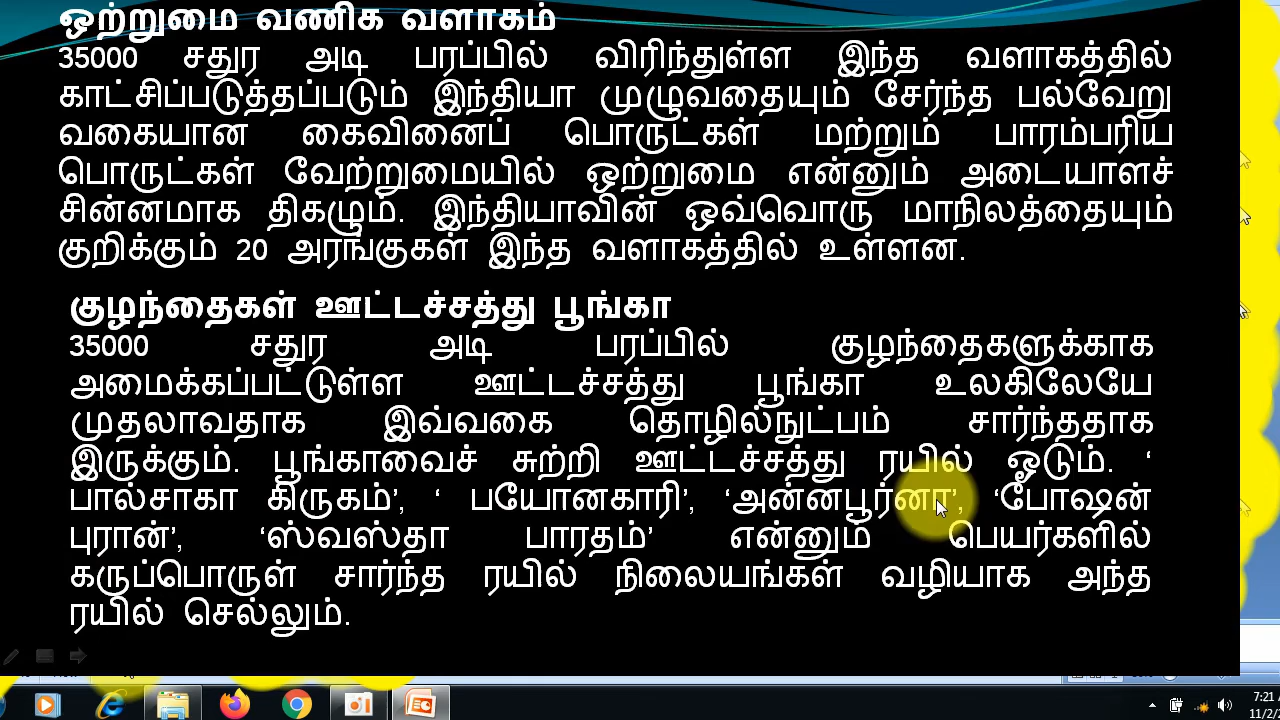 ஒற்றுமை வணிக வளாகம்
35000 சதுர அடி பரப்பில் விரிந்துள்ள இந்த வளாகத்தில்
காட்சிப்படுத்தப்படும் இந்தியா முழுவதையும் சேர்ந்த பல்வேறு
வகையான கைவினைப் பொருட்கள் மற்றும் பாரம்பரிய
பொருட்கள் வேற்றுமையில் ஒற்றுமை என்னும் அடையாளச்
சின்னமாக திகழும். இந்தியாவின் ஒவ்வொரு மாநிலத்தையும்
குறிக்கும் 20 அரங்குகள் இந்த வளாகத்தில் உள்ளன.
குழந்தைகள் ஊட்டச்சத்து பூங்கா
35000 சதுர அடி பரப்பில் குழந்தைகளுக்காக
அமைக்கப்பட்டுள்ள ஊட்டச்சத்து பூங்கா உலகிலேயே
முதலாவதாக இவ்வகை தொழில்நுட்பம் சார்ந்ததாக
இருக்கும். பூங்காவைச் சுற்றி ஊட்டச்சத்து ரயில் ஓடும். ‘
பால்சாகா கிருகம்’, ‘ பயோனகாரி’, ‘அன்னபூர்னா’, ‘போஷன்
புரான்’, ‘ஸ்வஸ்தா பாரதம்’ என்னும் பெயர்களில்
கருப்பொருள் சார்ந்த ரயில் நிலையங்கள் வழியாக அந்த
ரயில் செல்லும்.
7:21
11/2/